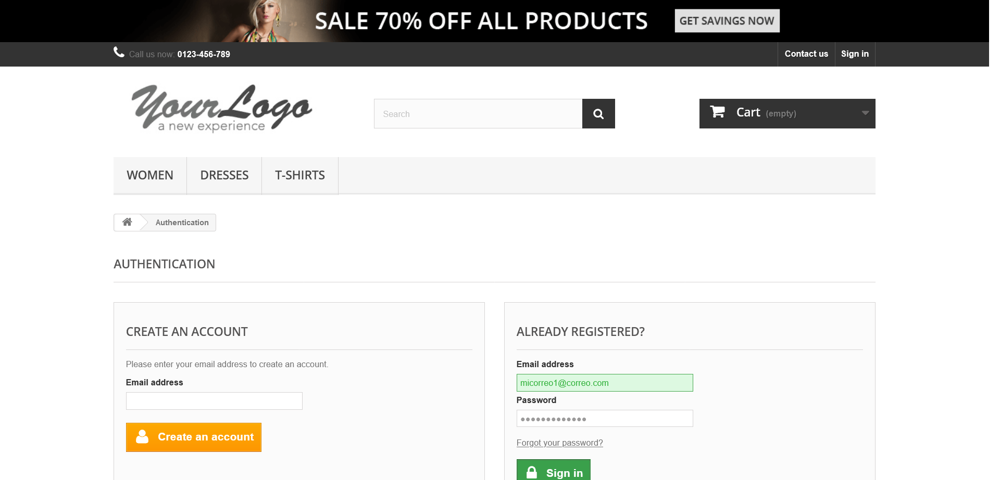 SALE 70% OFF ALL PRODUCTS GET SAVINGS NOW
Call us now: 0123-456-789 Contact us Sign in
YourLogo
a new experience
Search
Cart (empty)
WOMEN DRESSES T-SHIRTS
Authentication
AUTHENTICATION
CREATE AN ACCOUNT
Please enter your email address to create an account.
Email address
Create an account
ALREADY REGISTERED?
Email address
micorreo1@correo.com
Password
●●●●●●●●●●●●●
Forgot your password?
Sign in